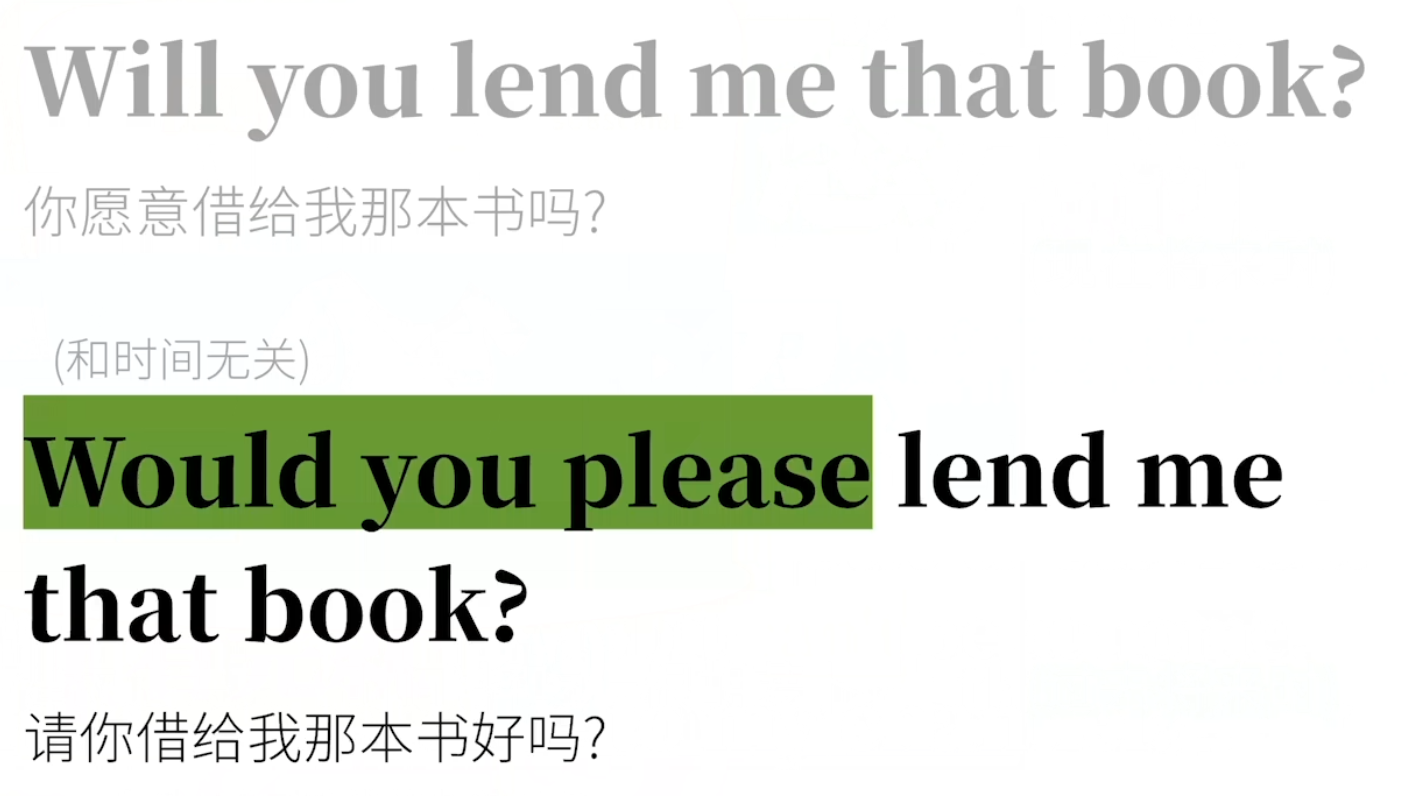 Will you lend me that book?
你愿意借给我那本书吗?
(和时间无关)
Would you please lend me
that book?
请你借给我那本书好吗?